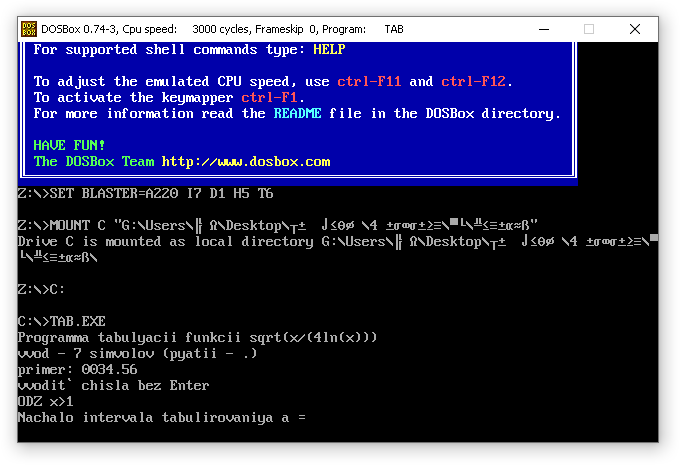 DOSBox 0.74-3, Cpu speed: 3000 cycles, Frameskip 0, Program: TAB
For supported shell commands type: HELP
To adjust the emulated CPU speed, use ctrl-F11 and ctrl-F12.
To activate the keymapper ctrl-F1.
For more information read the README file in the DOSBox directory.
HAVE FUN!
The DOSBox Team http://www.dosbox.com
Z:\>SET BLASTER=A220 I7 D1 H5 T6
Z:\>MOUNT C "G:\Users\╟ Ω\Desktop\┬± ⌡≤θø \4 ±σ∞σ±≥≡\▀└\╩≤≡±α≈ß"
Drive C is mounted as local directory G:\Users\╟ Ω\Desktop\┬± ⌡≤θø \4 ±σ∞σ±≥≡\▀
└\╩≤≡±α≈ß\
Z:\>C:
C:\>TAB.EXE
Programma tabulyacii funkcii sqrt(x/(4ln(x)))
vvod - 7 simvolov (pyatii - .)
primer: 0034.56
vvodit` chisla bez Enter
ODZ x>1
Nachalo intervala tabulirovaniya a =